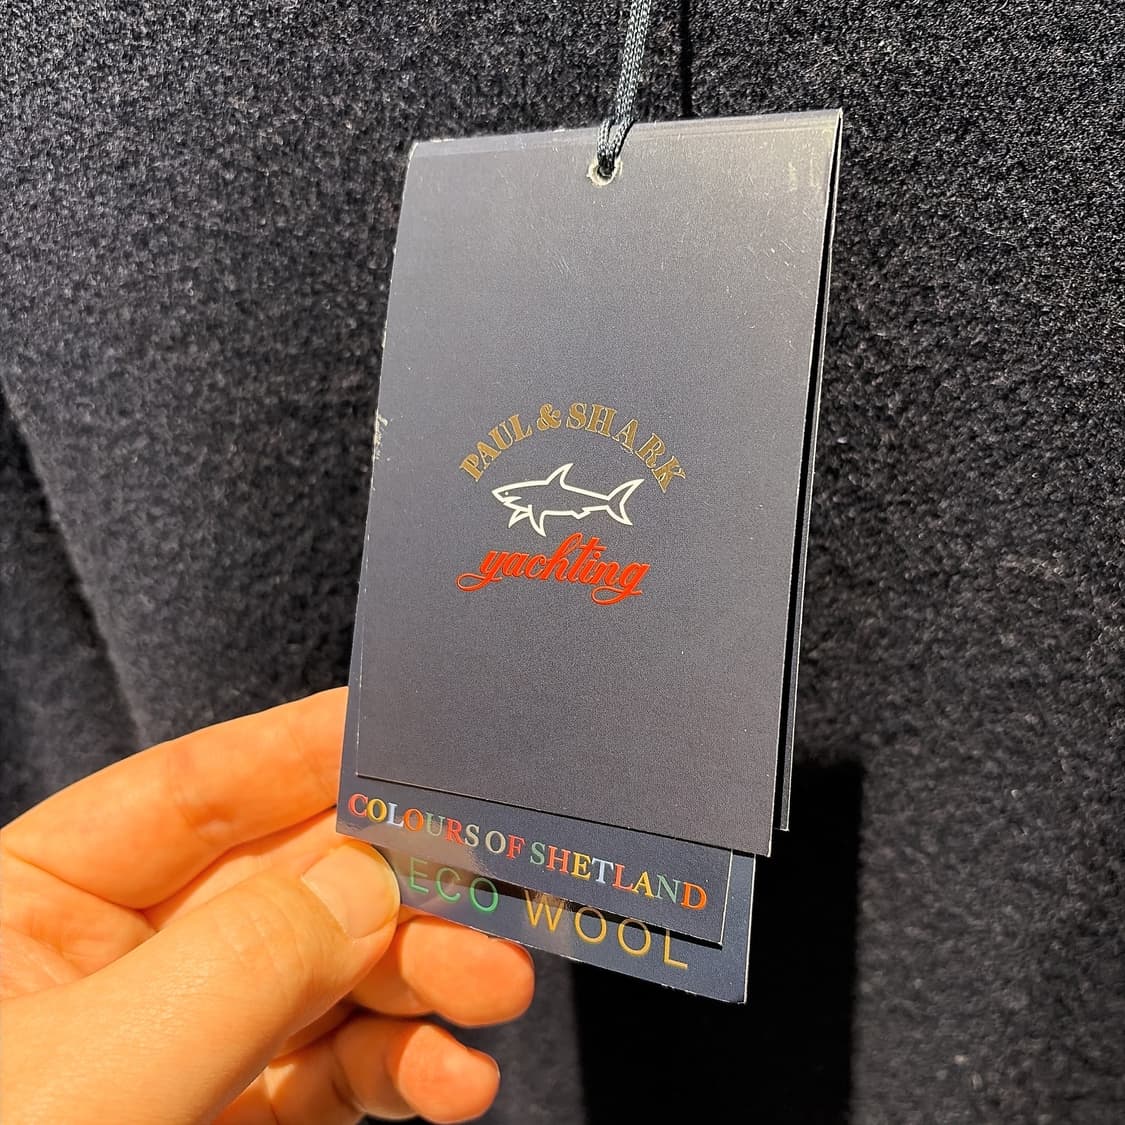 PAUL & SHARK
yachting
COLOURS OF SHETLAND
ECO WOOL